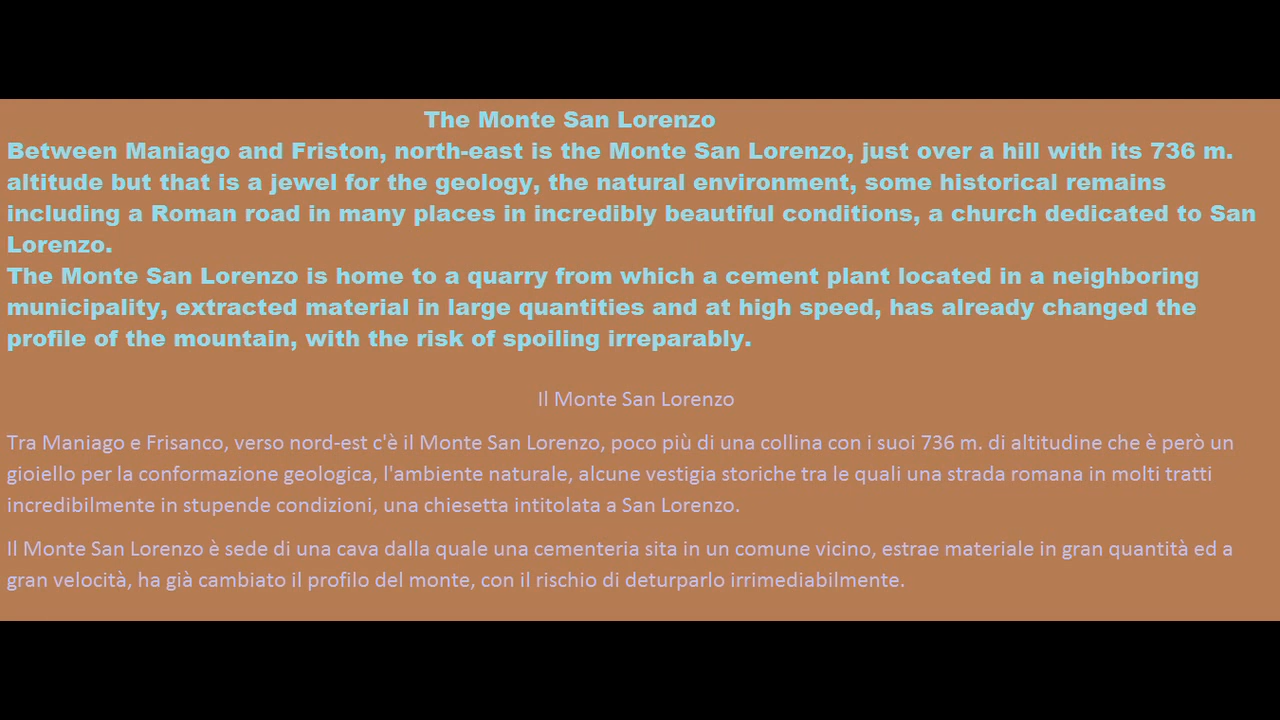 The Monte San Lorenzo
Between Maniago and Friston, north-east is the Monte San Lorenzo, just over a hill with its 736 m.
altitude but that is a jewel for the geology, the natural environment, some historical remains
including a Roman road in many places in incredibly beautiful conditions, a church dedicated to San
Lorenzo.
The Monte San Lorenzo is home to a quarry from which a cement plant located in a neighboring
municipality, extracted material in large quantities and at high speed, has already changed the
profile of the mountain, with the risk of spoiling irreparably.
Il Monte San Lorenzo
Tra Maniago e Frisanco, verso nord-est c'è il Monte San Lorenzo, poco più di una collina con i suoi 736 m. di altitudine che è però un
gioiello per la conformazione geologica, l'ambiente naturale, alcune vestigia storiche tra le quali una strada romana in molti tratti
incredibilmente in stupende condizioni, una chiesetta intitolata a San Lorenzo.
Il Monte San Lorenzo è sede di una cava dalla quale una cementeria sita in un comune vicino, estrae materiale in gran quantità ed a
gran velocità, ha già cambiato il profilo del monte, con il rischio di deturparlo irrimediabilmente.